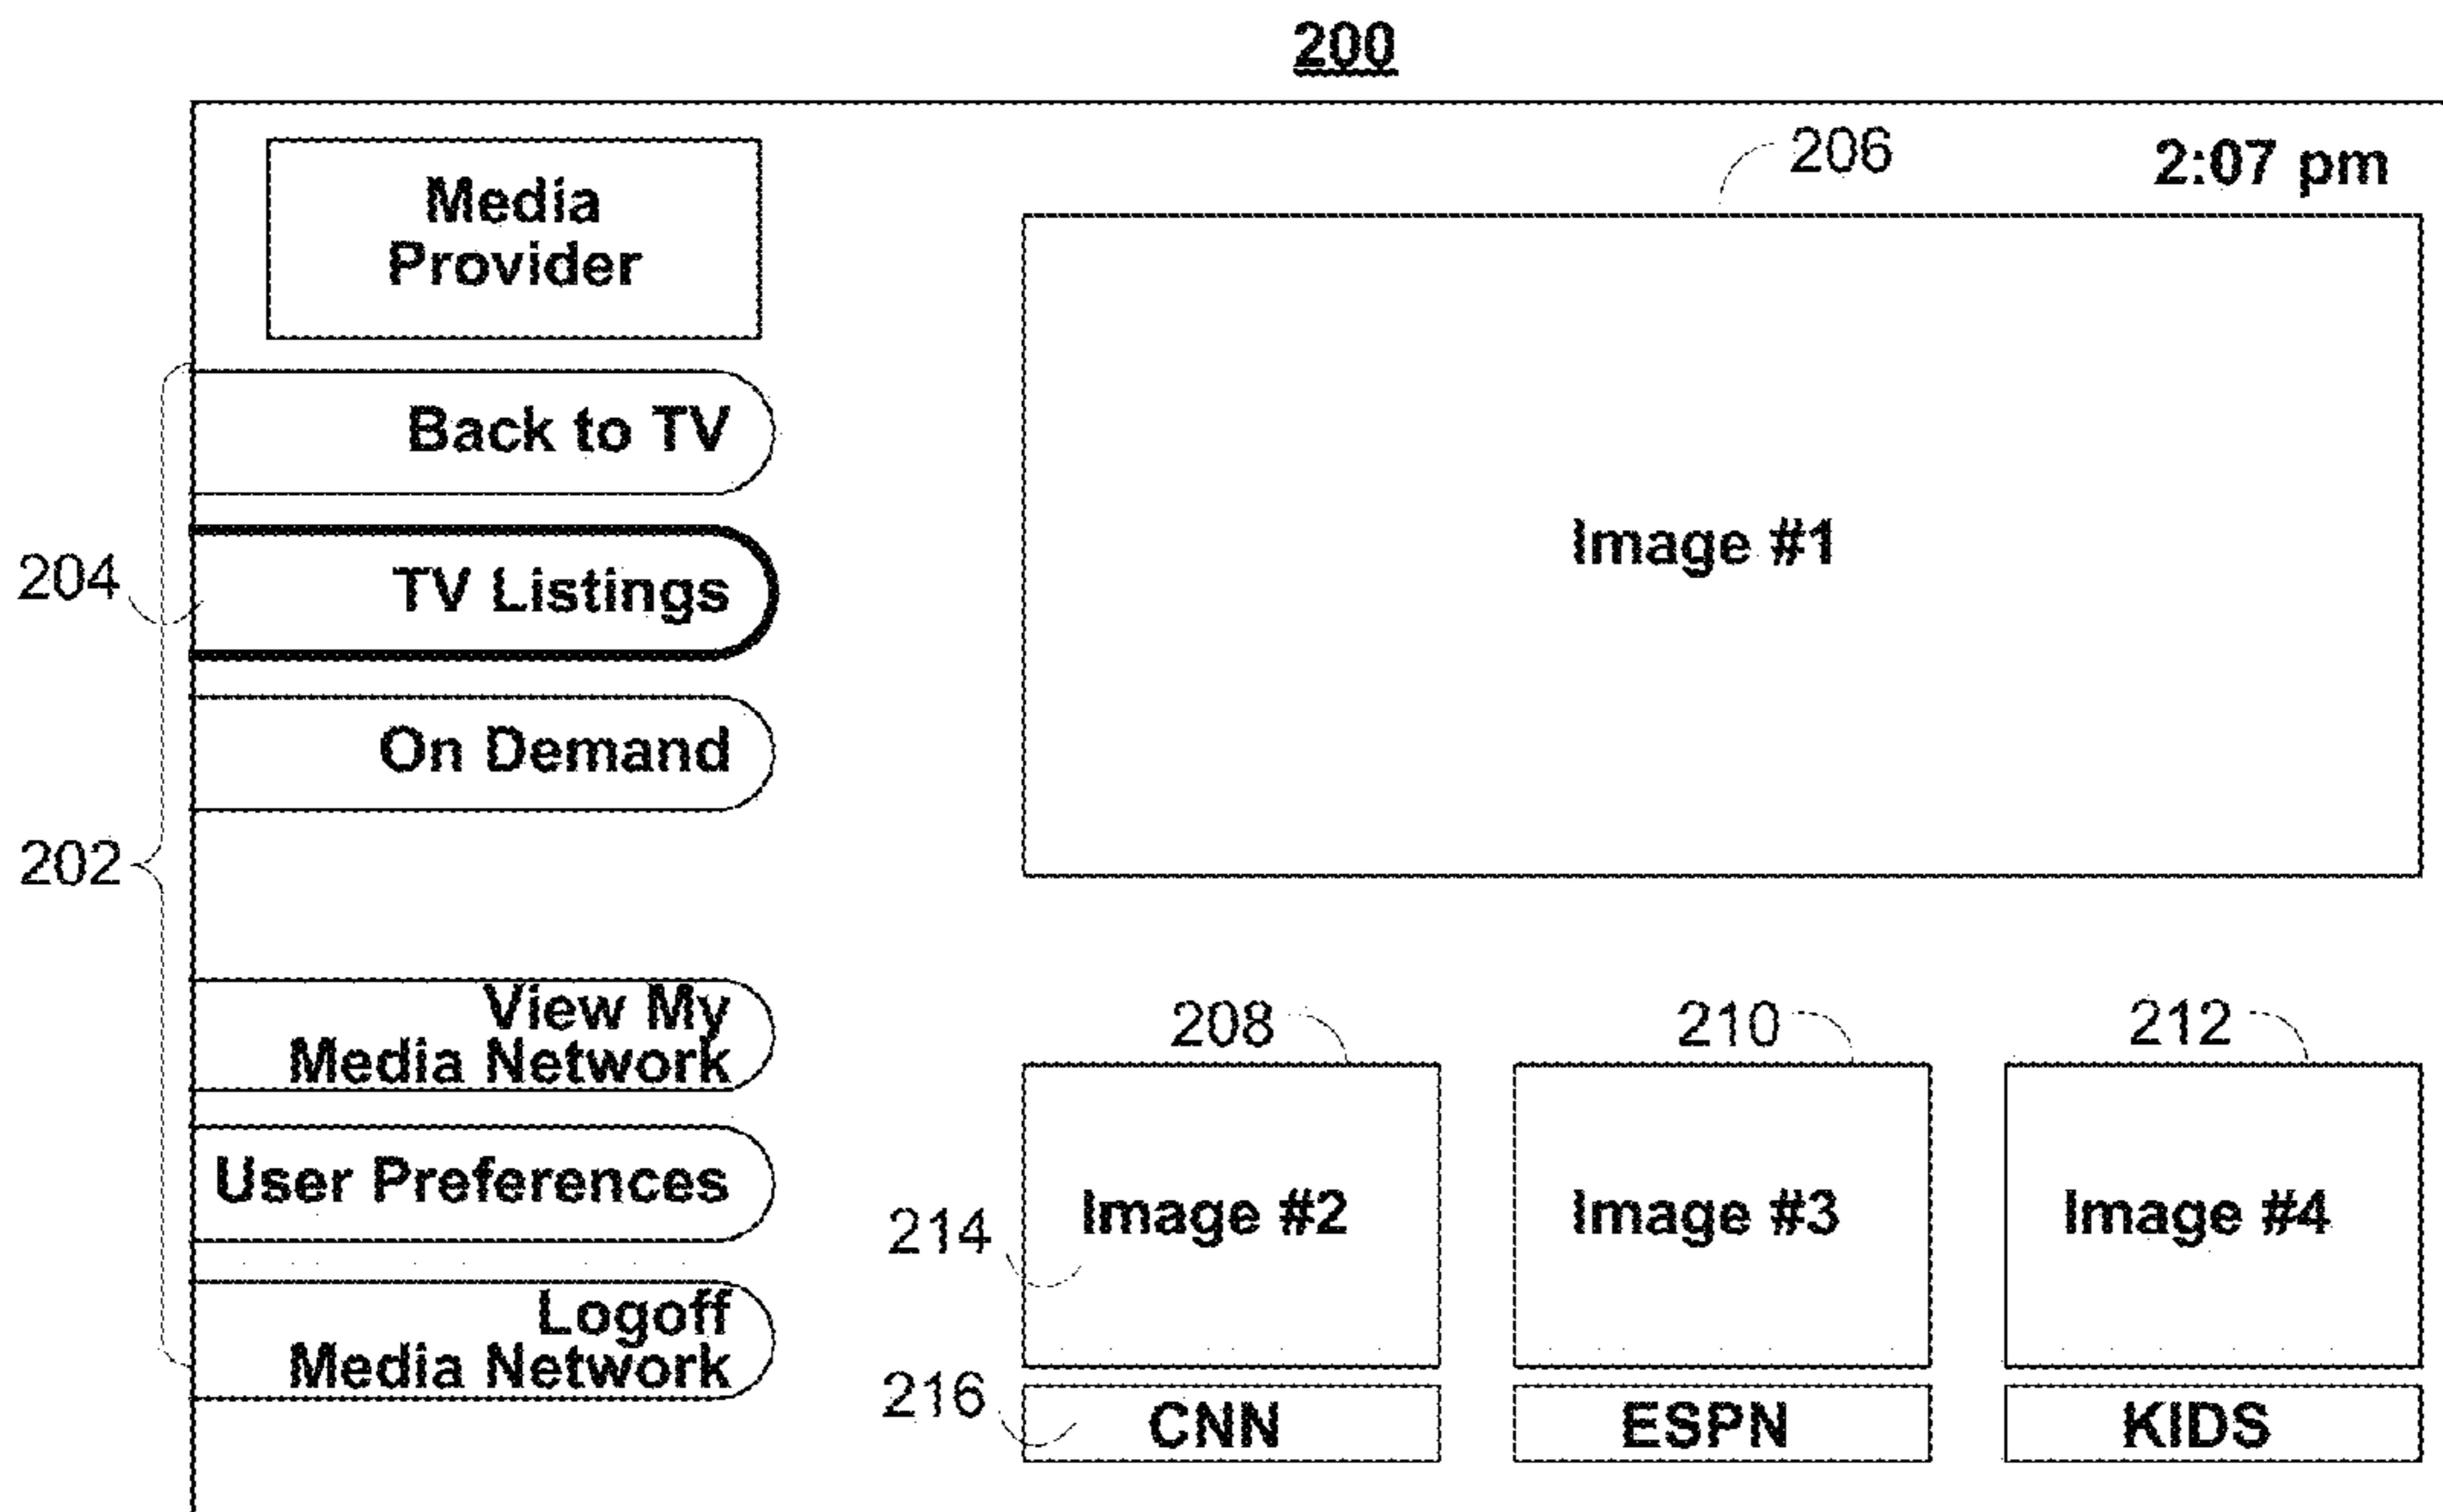 200
206
2:07 pm
Media
Provider
Back to TV
Image #1
204
TV Listings
On Demand
202
View My
Media Network
208
210
212
User Preferences
214
Image #2
Image #3
Image #4
Logoff
Media Network
216
CNN
ESPN
KIDS